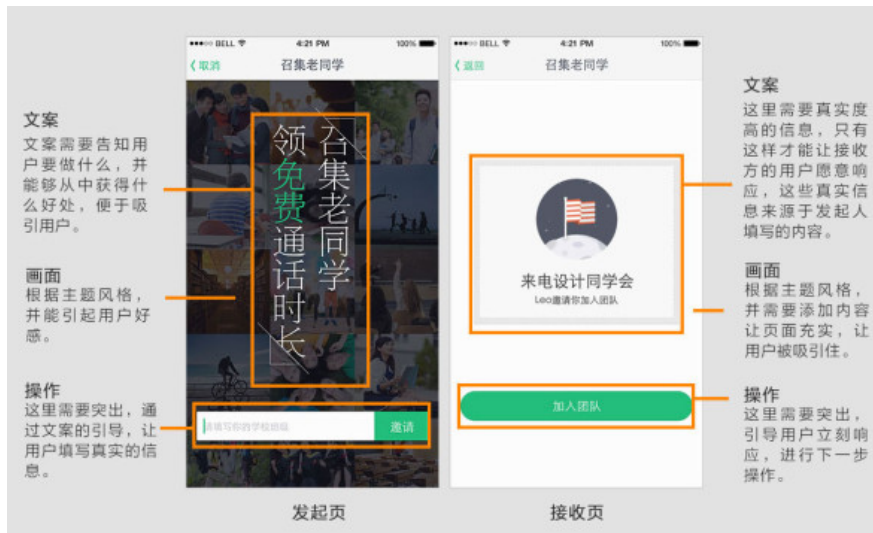 文案
文案需要告知用
户要做什么，并
能够从中获得什
么好处，便于吸
引用户。
画面
根据主题风格，
并能引起用户好
感。
操作
这里需要突出，通
过文案的引导，让
用户填写真实的信
息。
BELL 4:21 PM 100%
取消 召集老同学
召集老同学
领免费通话时长
请填写你的学校班级
邀请
发起页
BELL 4:21 PM 100%
返回 召集老同学
来电设计同学会
Leo邀请你加入团队
加入团队
接收页
文案
这里需要真实度
高的信息，只有
这样才能让接收
方的用户愿意响
应，这些真实信
息来源于发起人
填写的内容。
画面
根据主题风格，
并需要添加内容
让页面充实，让
用户被吸引住。
操作
这里需要突出，
引导用户立刻响
应，进行下一步
操作。